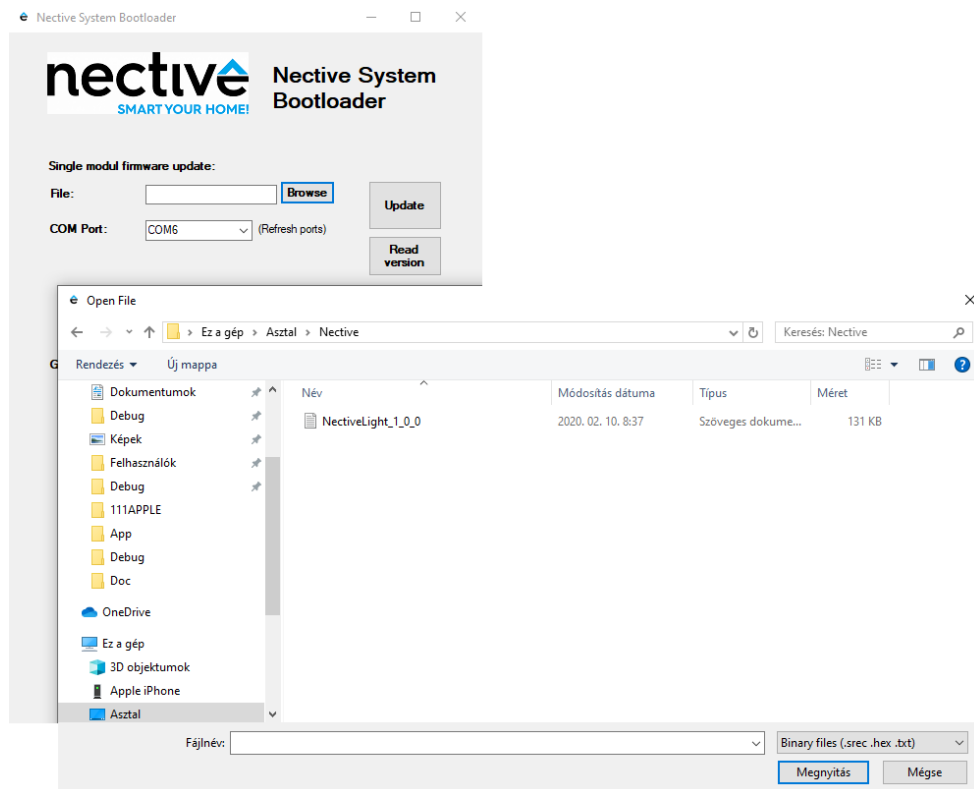 Nective System Bootloader
nective
SMART YOUR HOME!
Nective System
Bootloader
Single modul firmware update:
File:
Browse
Update
COM Port:
COM6
(Refresh ports)
Read
version
Open File
Ez a gép > Asztal > Nective
Keresés: Nective
G
Rendezés
Új mappa
Dokumentumok
Debug
Képek
Felhasználók
Debug
111APPLE
App
Debug
Doc
OneDrive
Ez a gép
3D objektumok
Apple iPhone
Asztal
Név
Módosítás dátuma
Típus
Méret
NectiveLight_1_0_0
2020. 02. 10. 8:37
Szöveges dokume...
131 KB
Fájlnév:
Binary files (.srec .hex .txt)
Megnyitás
Mégse